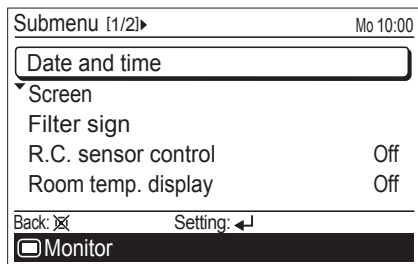 Submenu [1/2] Mo 10:00
Date and time
Screen
Filter sign
R.C. sensor control Off
Room temp. display Off
Back: Setting:
Monitor